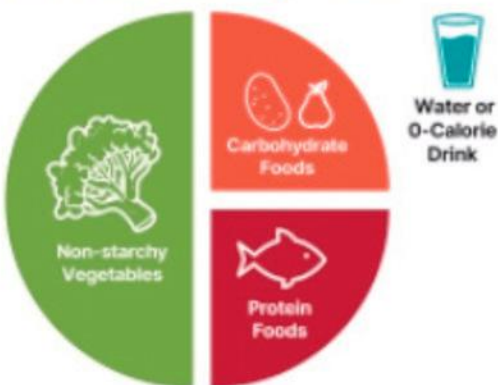 Carbohydrate
Foods
Water or
0-Calorie
Drink
Non-starchy
Vegetables
Protein
Foods